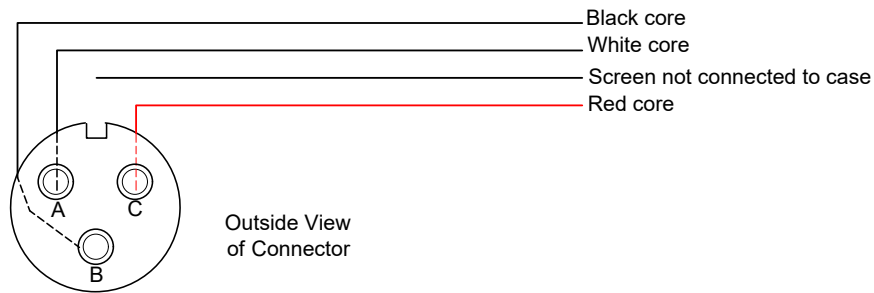 Black core
White core
Screen not connected to case
Red core
A
C
Outside View
of Connector
B